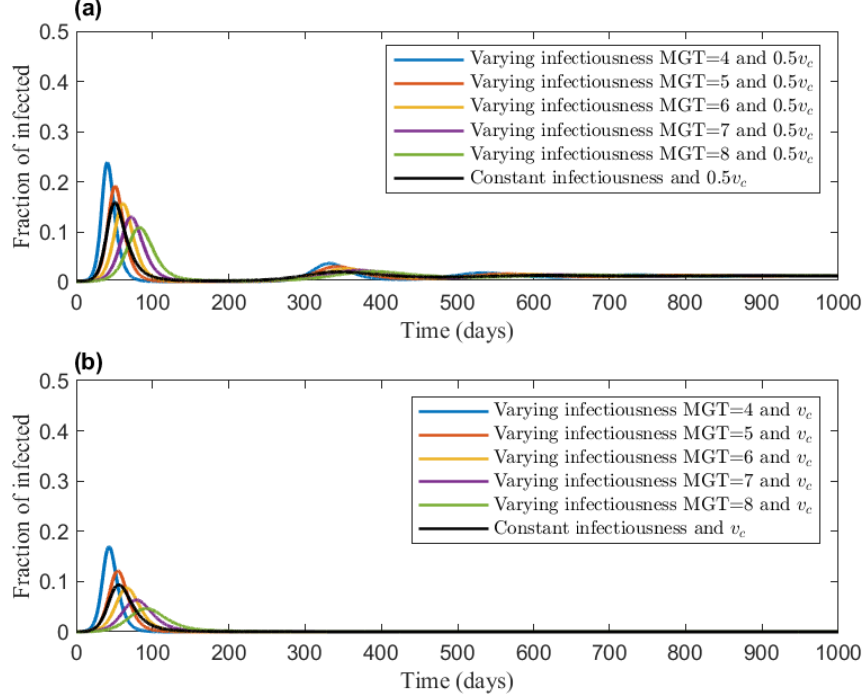 (a)
0.5
0.4
0.3
0.2
0.1
0
Fraction of infected
Varying infectiousness MGT=4 and 0.5v_c
Varying infectiousness MGT=5 and 0.5v_c
Varying infectiousness MGT=6 and 0.5v_c
Varying infectiousness MGT=7 and 0.5v_c
Varying infectiousness MGT=8 and 0.5v_c
Constant infectiousness and 0.5v_c
0 100 200 300 400 500 600 700 800 900 1000
Time (days)
(b)
0.5
0.4
0.3
0.2
0.1
0
Fraction of infected
Varying infectiousness MGT=4 and v_c
Varying infectiousness MGT=5 and v_c
Varying infectiousness MGT=6 and v_c
Varying infectiousness MGT=7 and v_c
Varying infectiousness MGT=8 and v_c
Constant infectiousness and v_c
0 100 200 300 400 500 600 700 800 900 1000
Time (days)